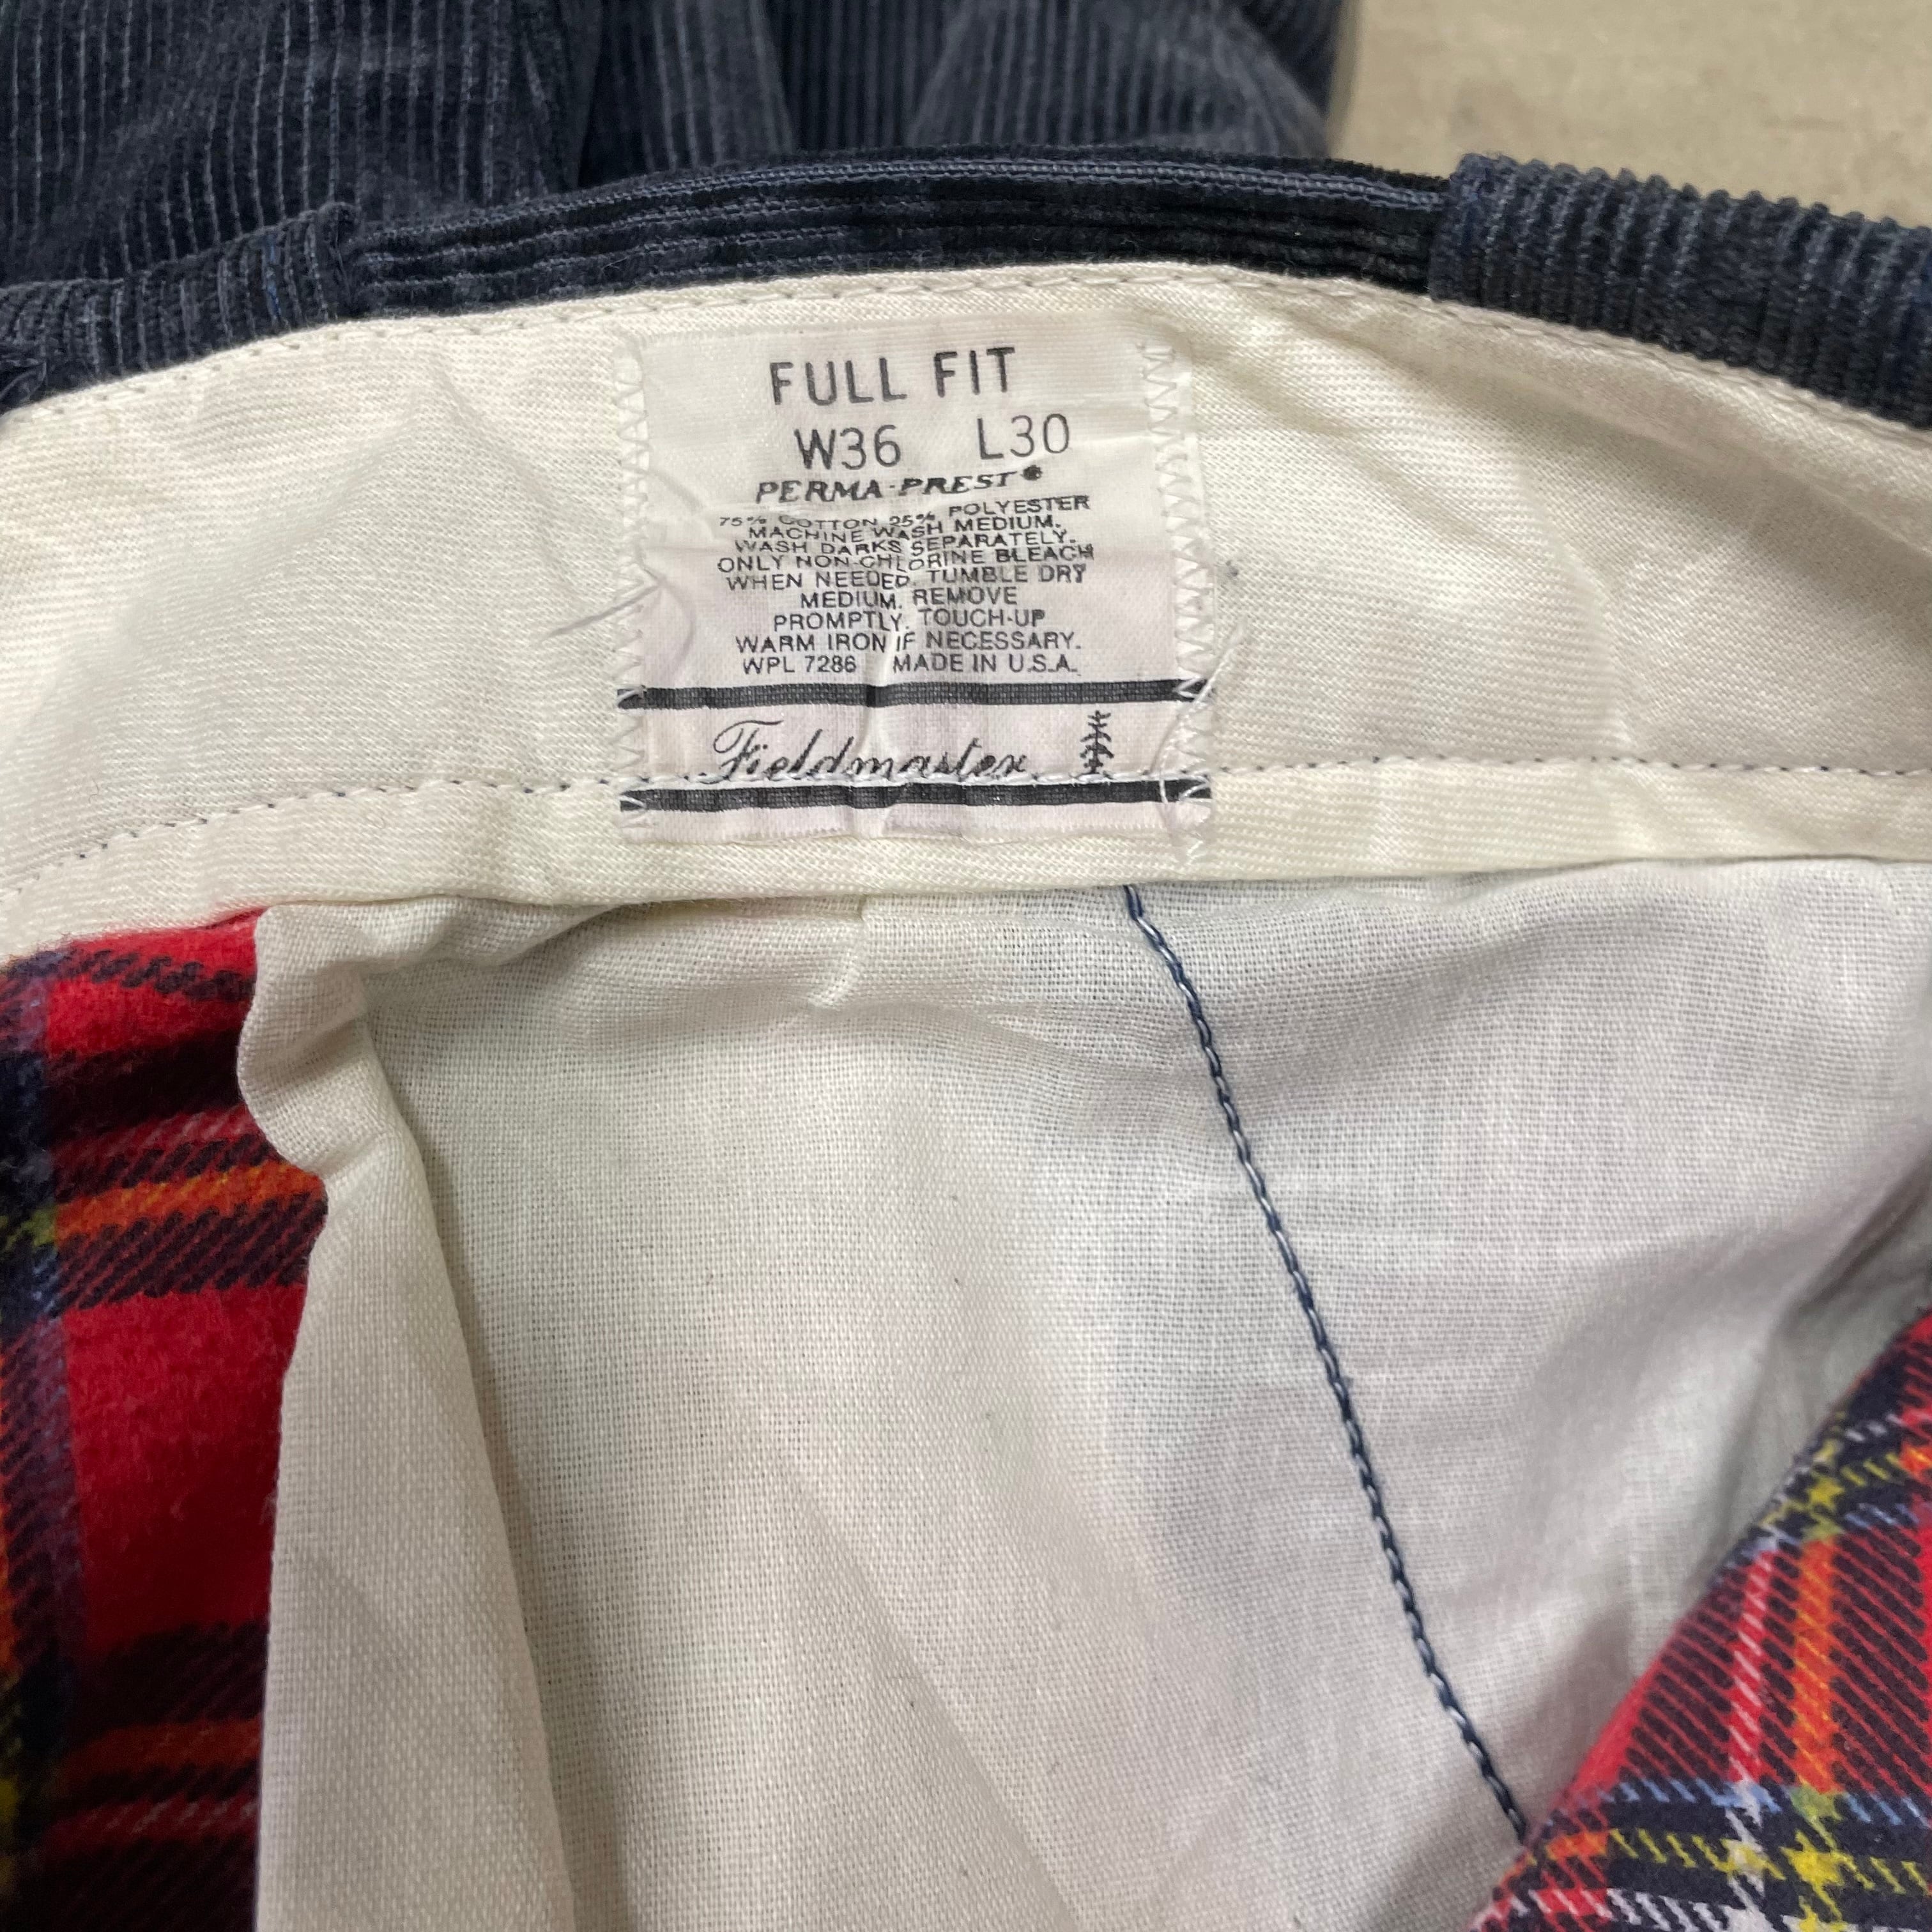 FULL FIT
W36 L30
PERMA-PREST®
75% COTTON 25% POLYESTER
MACHINE WASH MEDIUM.
WASH DARKS SEPARATELY.
ONLY NON-CHLORINE BLEACH
WHEN NEEDED. TUMBLE DRY
MEDIUM. REMOVE
PROMPTLY. TOUCH-UP
WARM IRON IF NECESSARY.
WPL 7286 MADE IN U.S.A.
Fieldmaster